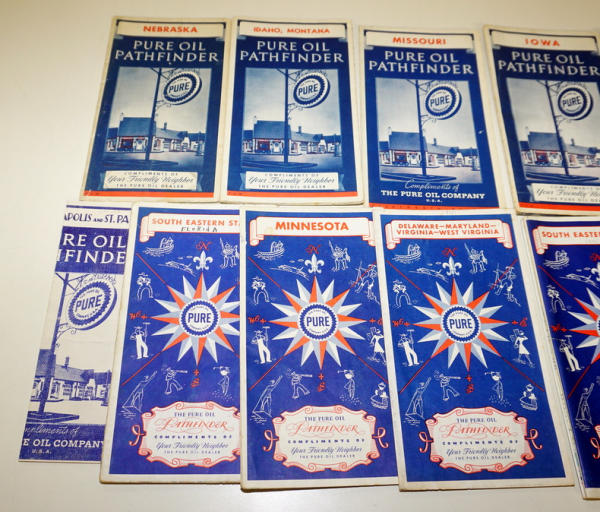 NEBRASKA
PURE OIL
PATHFINDER
PURE
COMPLIMENTS OF
Your Friendly Neighbor
THE PURE OIL DEALER
IDAHO, MONTANA
PURE OIL
PATHFINDER
PURE
COMPLIMENTS OF
Your Friendly Neighbor
THE PURE OIL DEALER
MISSOURI
PURE OIL
PATHFINDER
PURE
Compliments of
THE PURE OIL COMPANY
U.S.A.
IOWA
PURE OIL
PATHFINDER
PURE
COMPLIMENTS OF
Your Friendly Neighbor
THE PURE OIL DEALER
APOLIS and ST. PA
RE OIL
FINDE
PURE
mpliments of
E OIL COMPANY
U.S.A.
SOUTH EASTERN ST
FLORIDA
N
PURE
S
THE PURE OIL
PATHFINDER
COMPLIMENTS OF
Your Friendly Neighbor
THE PURE OIL DEALER
MINNESOTA
N
PURE
S
THE PURE OIL
PATHFINDER
COMPLIMENTS OF
Your Friendly Neighbor
THE PURE OIL DEALER
DELAWARE—MARYLAND—
VIRGINIA—WEST VIRGINIA
N
PURE
S
THE PURE OIL
PATHFINDER
COMPLIMENTS OF
Your Friendly Neighbor
THE PURE OIL DEALER
SOUTH EASTER